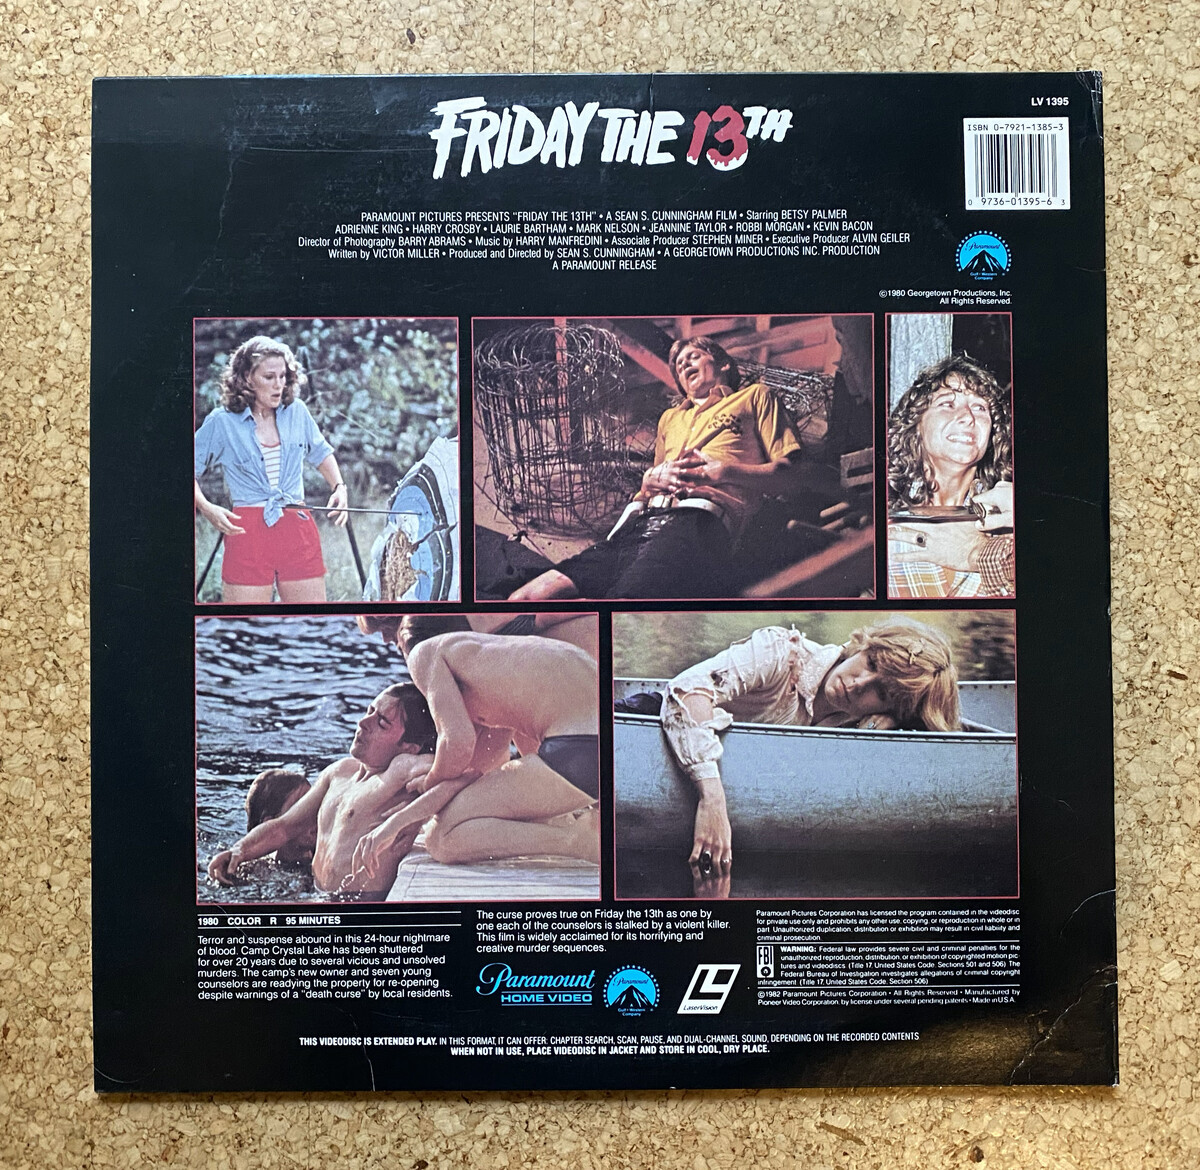 LV 1395
FRIDAY THE 13TH
ISBN 0-7921-1385-3
0 9736-01395-6 3
PARAMOUNT PICTURES PRESENTS "FRIDAY THE 13TH" • A SEAN S. CUNNINGHAM FILM • Starring BETSY PALMER
ADRIENNE KING • HARRY CROSBY • LAURIE BARTHAM • MARK NELSON • JEANNINE TAYLOR • ROBBI MORGAN • KEVIN BACON
Director of Photography BARRY ABRAMS • Music by HARRY MANFREDINI • Associate Producer STEPHEN MINER • Executive Producer ALVIN GEILER
Written by VICTOR MILLER • Produced and Directed by SEAN S. CUNNINGHAM • A GEORGETOWN PRODUCTIONS INC. PRODUCTION
A PARAMOUNT RELEASE
Paramount
Gulf + Western
Company
©1980 Georgetown Productions, Inc.
All Rights Reserved.
1980 COLOR R 95 MINUTES
Terror and suspense abound in this 24-hour nightmare
of blood. Camp Crystal Lake has been shuttered
for over 20 years due to several vicious and unsolved
murders. The camp's new owner and seven young
counselors are readying the property for re-opening
despite warnings of a "death curse" by local residents.
The curse proves true on Friday the 13th as one by
one each of the counselors is stalked by a violent killer.
This film is widely acclaimed for its horrifying and
creative murder sequences.
Paramount
HOME VIDEO
Paramount
Gulf + Western
Company
LaserVision
Paramount Pictures Corporation has licensed the program contained in the videodisc
for private use only and prohibits any other use, copying, or reproduction in whole or in
part. Unauthorized duplication, distribution or exhibition may result in civil liability and
criminal prosecution.
FBI
WARNING: Federal law provides severe civil and criminal penalties for the
unauthorized reproduction, distribution, or exhibition of copyrighted motion pic-
tures and videodiscs (Title 17, United States Code, Sections 501 and 506). The
Federal Bureau of Investigation investigates allegations of criminal copyright
infringement (Title 17, United States Code, Section 506)
©1982 Paramount Pictures Corporation • All Rights Reserved • Manufactured by
Pioneer Video Corporation, by license under several pending patents • Made in U.S.A.
THIS VIDEODISC IS EXTENDED PLAY. IN THIS FORMAT, IT CAN OFFER: CHAPTER SEARCH, SCAN, PAUSE, AND DUAL-CHANNEL SOUND, DEPENDING ON THE RECORDED CONTENTS
WHEN NOT IN USE, PLACE VIDEODISC IN JACKET AND STORE IN COOL, DRY PLACE.